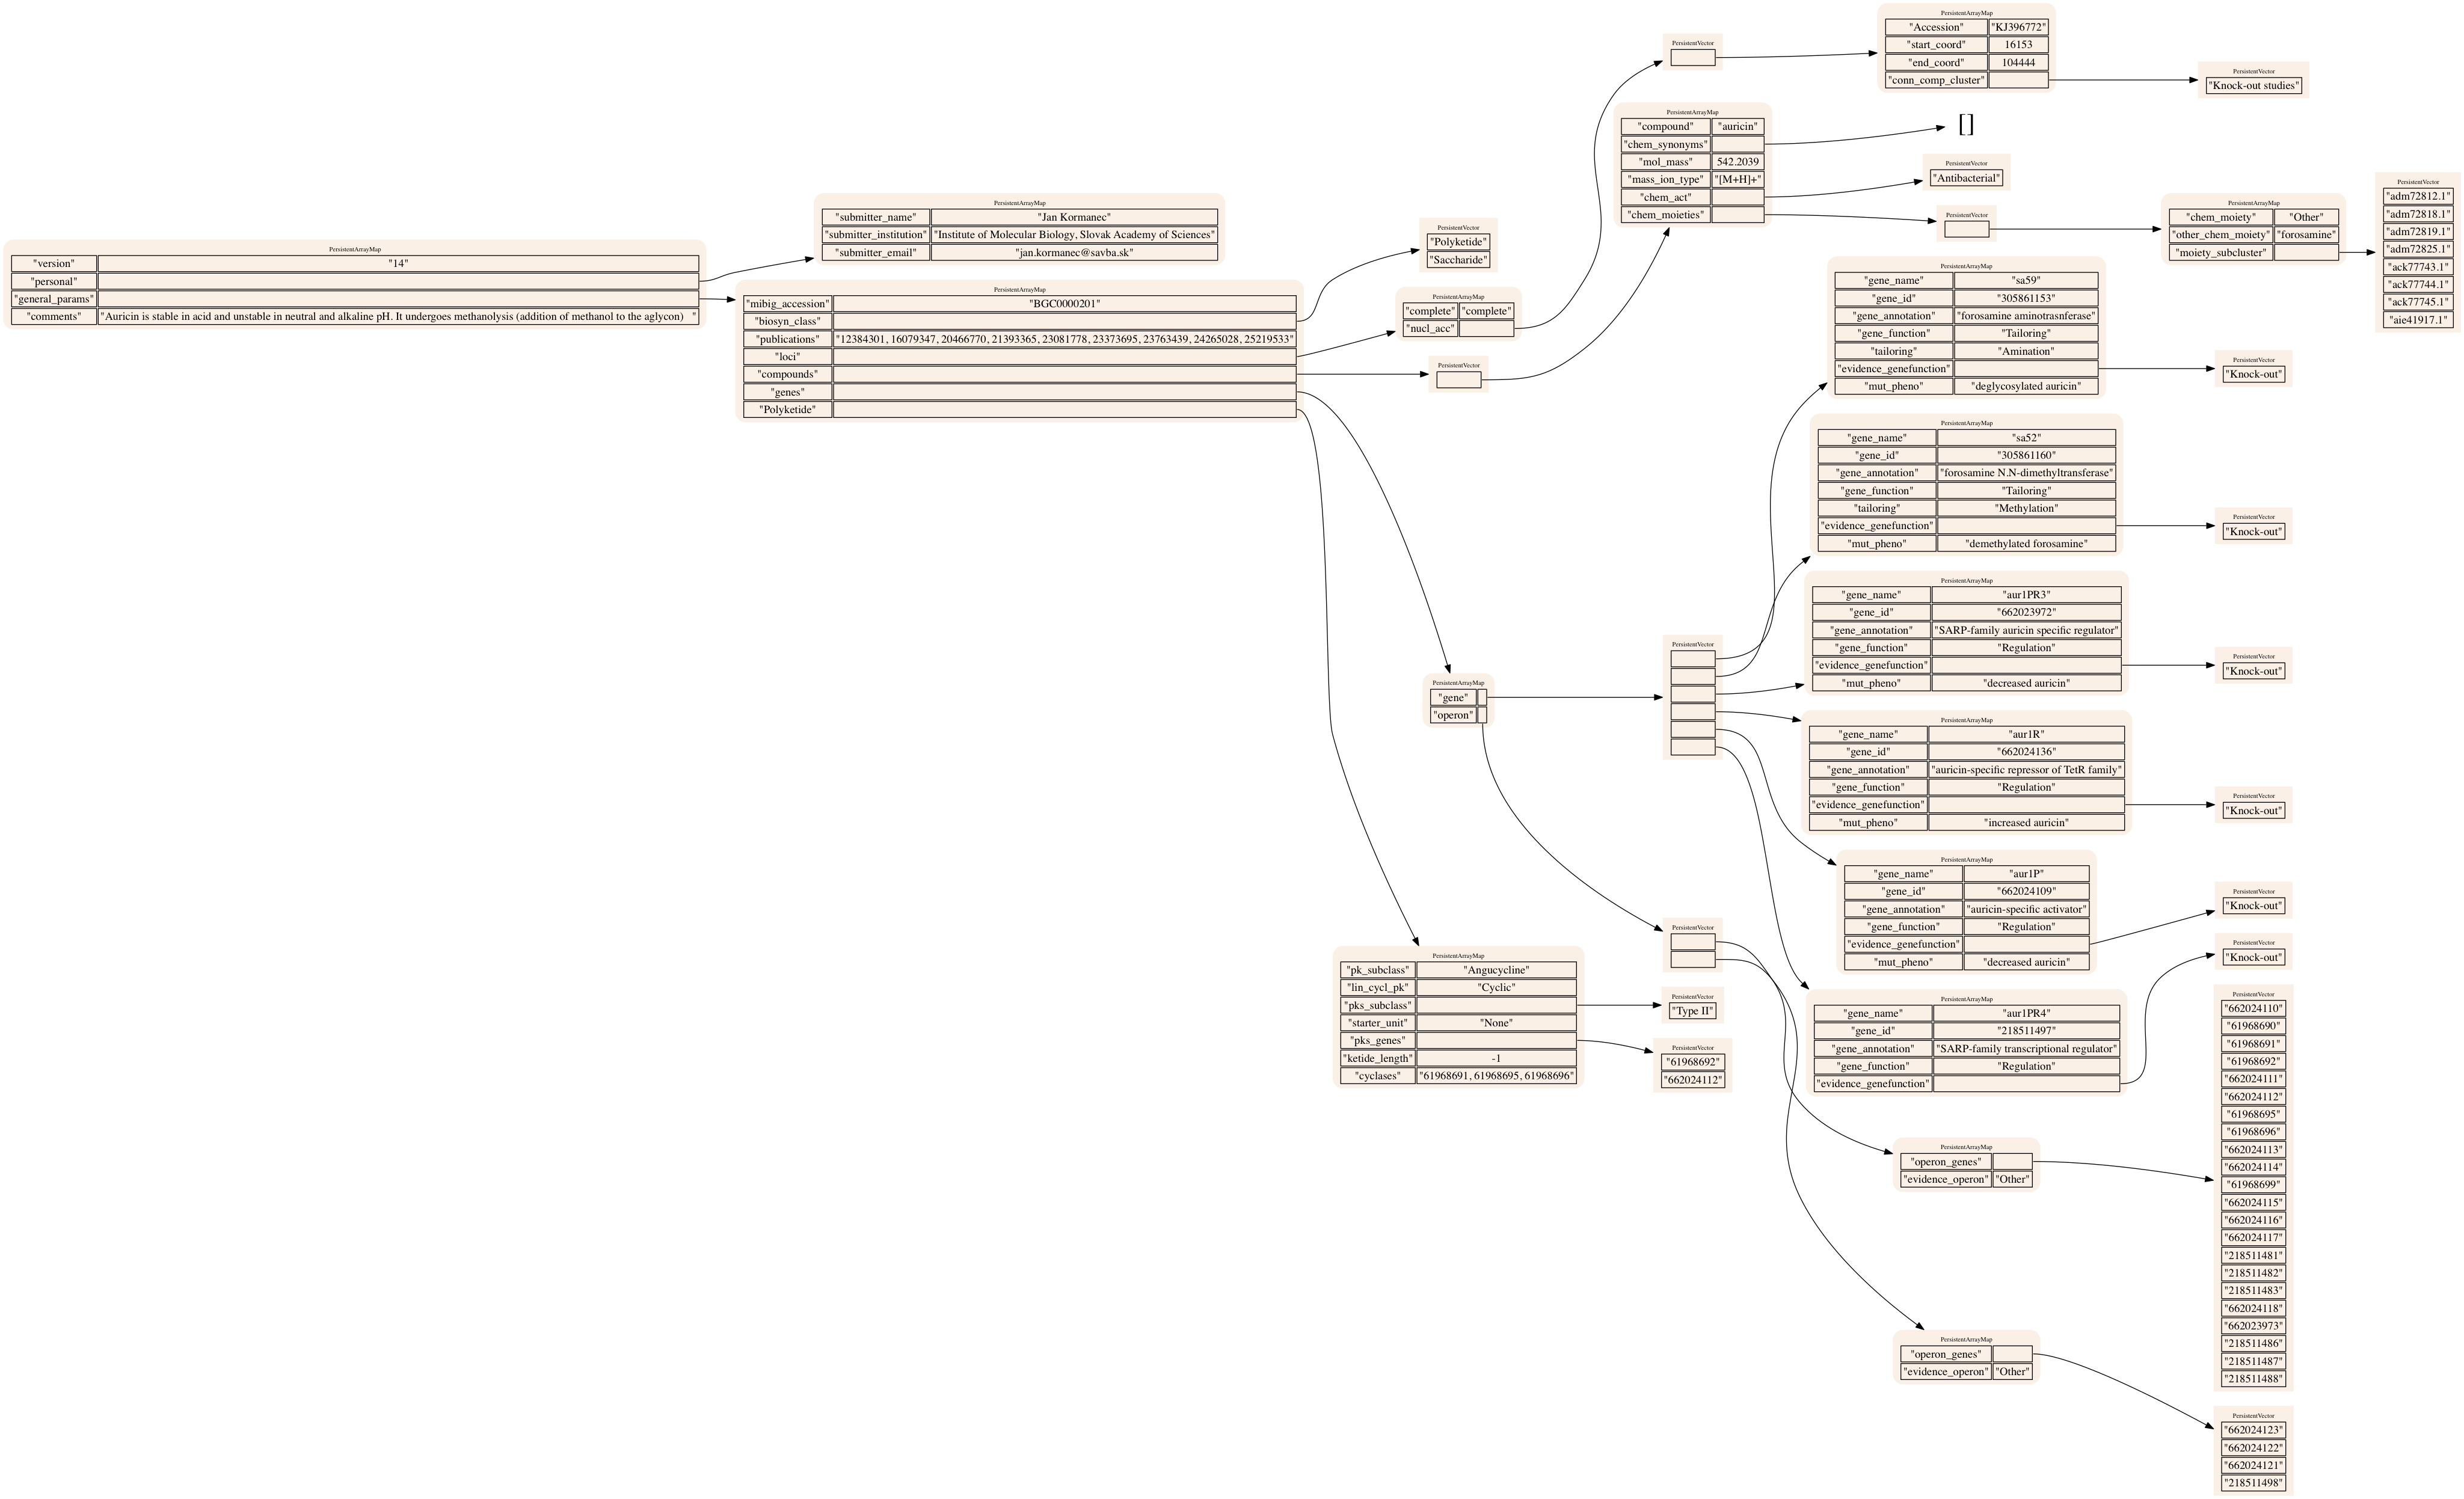 PersistentArrayMap
"version" "14"
"personal"
"general_params"
"comments" "Auricin is stable in acid and unstable in neutral and alkaline pH. It undergoes methanolysis (addition of methanol to the aglycon)   "
PersistentArrayMap
"submitter_name" "Jan Kormanec"
"submitter_institution" "Institute of Molecular Biology, Slovak Academy of Sciences"
"submitter_email" "jan.kormanec@savba.sk"
PersistentArrayMap
"mibig_accession" "BGC0000201"
"biosyn_class"
"publications" "12384301, 16079347, 20466770, 21393365, 23081778, 23373695, 23763439, 24265028, 25219533"
"loci"
"compounds"
"genes"
"Polyketide"
PersistentVector
"Polyketide"
"Saccharide"
PersistentArrayMap
"complete" "complete"
"nucl_acc"
PersistentVector
PersistentArrayMap
"gene"
"operon"
PersistentArrayMap
"pk_subclass" "Angucycline"
"lin_cycl_pk" "Cyclic"
"pks_subclass"
"starter_unit" "None"
"pks_genes"
"ketide_length" -1
"cyclases" "61968691, 61968695, 61968696"
PersistentVector
PersistentArrayMap
"compound" "auricin"
"chem_synonyms"
"mol_mass" 542.2039
"mass_ion_type" "[M+H]+"
"chem_act"
"chem_moieties"
PersistentVector
PersistentVector
PersistentVector
"Type II"
PersistentVector
"61968692"
"662024112"
PersistentArrayMap
"Accession" "KJ396772"
"start_coord" 16153
"end_coord" 104444
"conn_comp_cluster"
[]
PersistentVector
"Antibacterial"
PersistentVector
PersistentArrayMap
"gene_name" "sa59"
"gene_id" "305861153"
"gene_annotation" "forosamine aminotrasnferase"
"gene_function" "Tailoring"
"tailoring" "Amination"
"evidence_genefunction"
"mut_pheno" "deglycosylated auricin"
PersistentArrayMap
"gene_name" "sa52"
"gene_id" "305861160"
"gene_annotation" "forosamine N.N-dimethyltransferase"
"gene_function" "Tailoring"
"tailoring" "Methylation"
"evidence_genefunction"
"mut_pheno" "demethylated forosamine"
PersistentArrayMap
"gene_name" "aur1PR3"
"gene_id" "662023972"
"gene_annotation" "SARP-family auricin specific regulator"
"gene_function" "Regulation"
"evidence_genefunction"
"mut_pheno" "decreased auricin"
PersistentArrayMap
"gene_name" "aur1R"
"gene_id" "662024136"
"gene_annotation" "auricin-specific repressor of TetR family"
"gene_function" "Regulation"
"evidence_genefunction"
"mut_pheno" "increased auricin"
PersistentArrayMap
"gene_name" "aur1P"
"gene_id" "662024109"
"gene_annotation" "auricin-specific activator"
"gene_function" "Regulation"
"evidence_genefunction"
"mut_pheno" "decreased auricin"
PersistentArrayMap
"gene_name" "aur1PR4"
"gene_id" "218511497"
"gene_annotation" "SARP-family transcriptional regulator"
"gene_function" "Regulation"
"evidence_genefunction"
PersistentArrayMap
"operon_genes"
"evidence_operon" "Other"
PersistentArrayMap
"operon_genes"
"evidence_operon" "Other"
PersistentVector
"Knock-out studies"
PersistentArrayMap
"chem_moiety" "Other"
"other_chem_moiety" "forosamine"
"moiety_subcluster"
PersistentVector
"adm72812.1"
"adm72818.1"
"adm72819.1"
"adm72825.1"
"ack77743.1"
"ack77744.1"
"ack77745.1"
"aie41917.1"
PersistentVector
"Knock-out"
PersistentVector
"Knock-out"
PersistentVector
"Knock-out"
PersistentVector
"Knock-out"
PersistentVector
"Knock-out"
PersistentVector
"Knock-out"
PersistentVector
"662024110"
"61968690"
"61968691"
"61968692"
"662024111"
"662024112"
"61968695"
"61968696"
"662024113"
"662024114"
"61968699"
"662024115"
"662024116"
"662024117"
"218511481"
"218511482"
"218511483"
"662024118"
"662023973"
"218511486"
"218511487"
"218511488"
PersistentVector
"662024123"
"662024122"
"662024121"
"218511498"